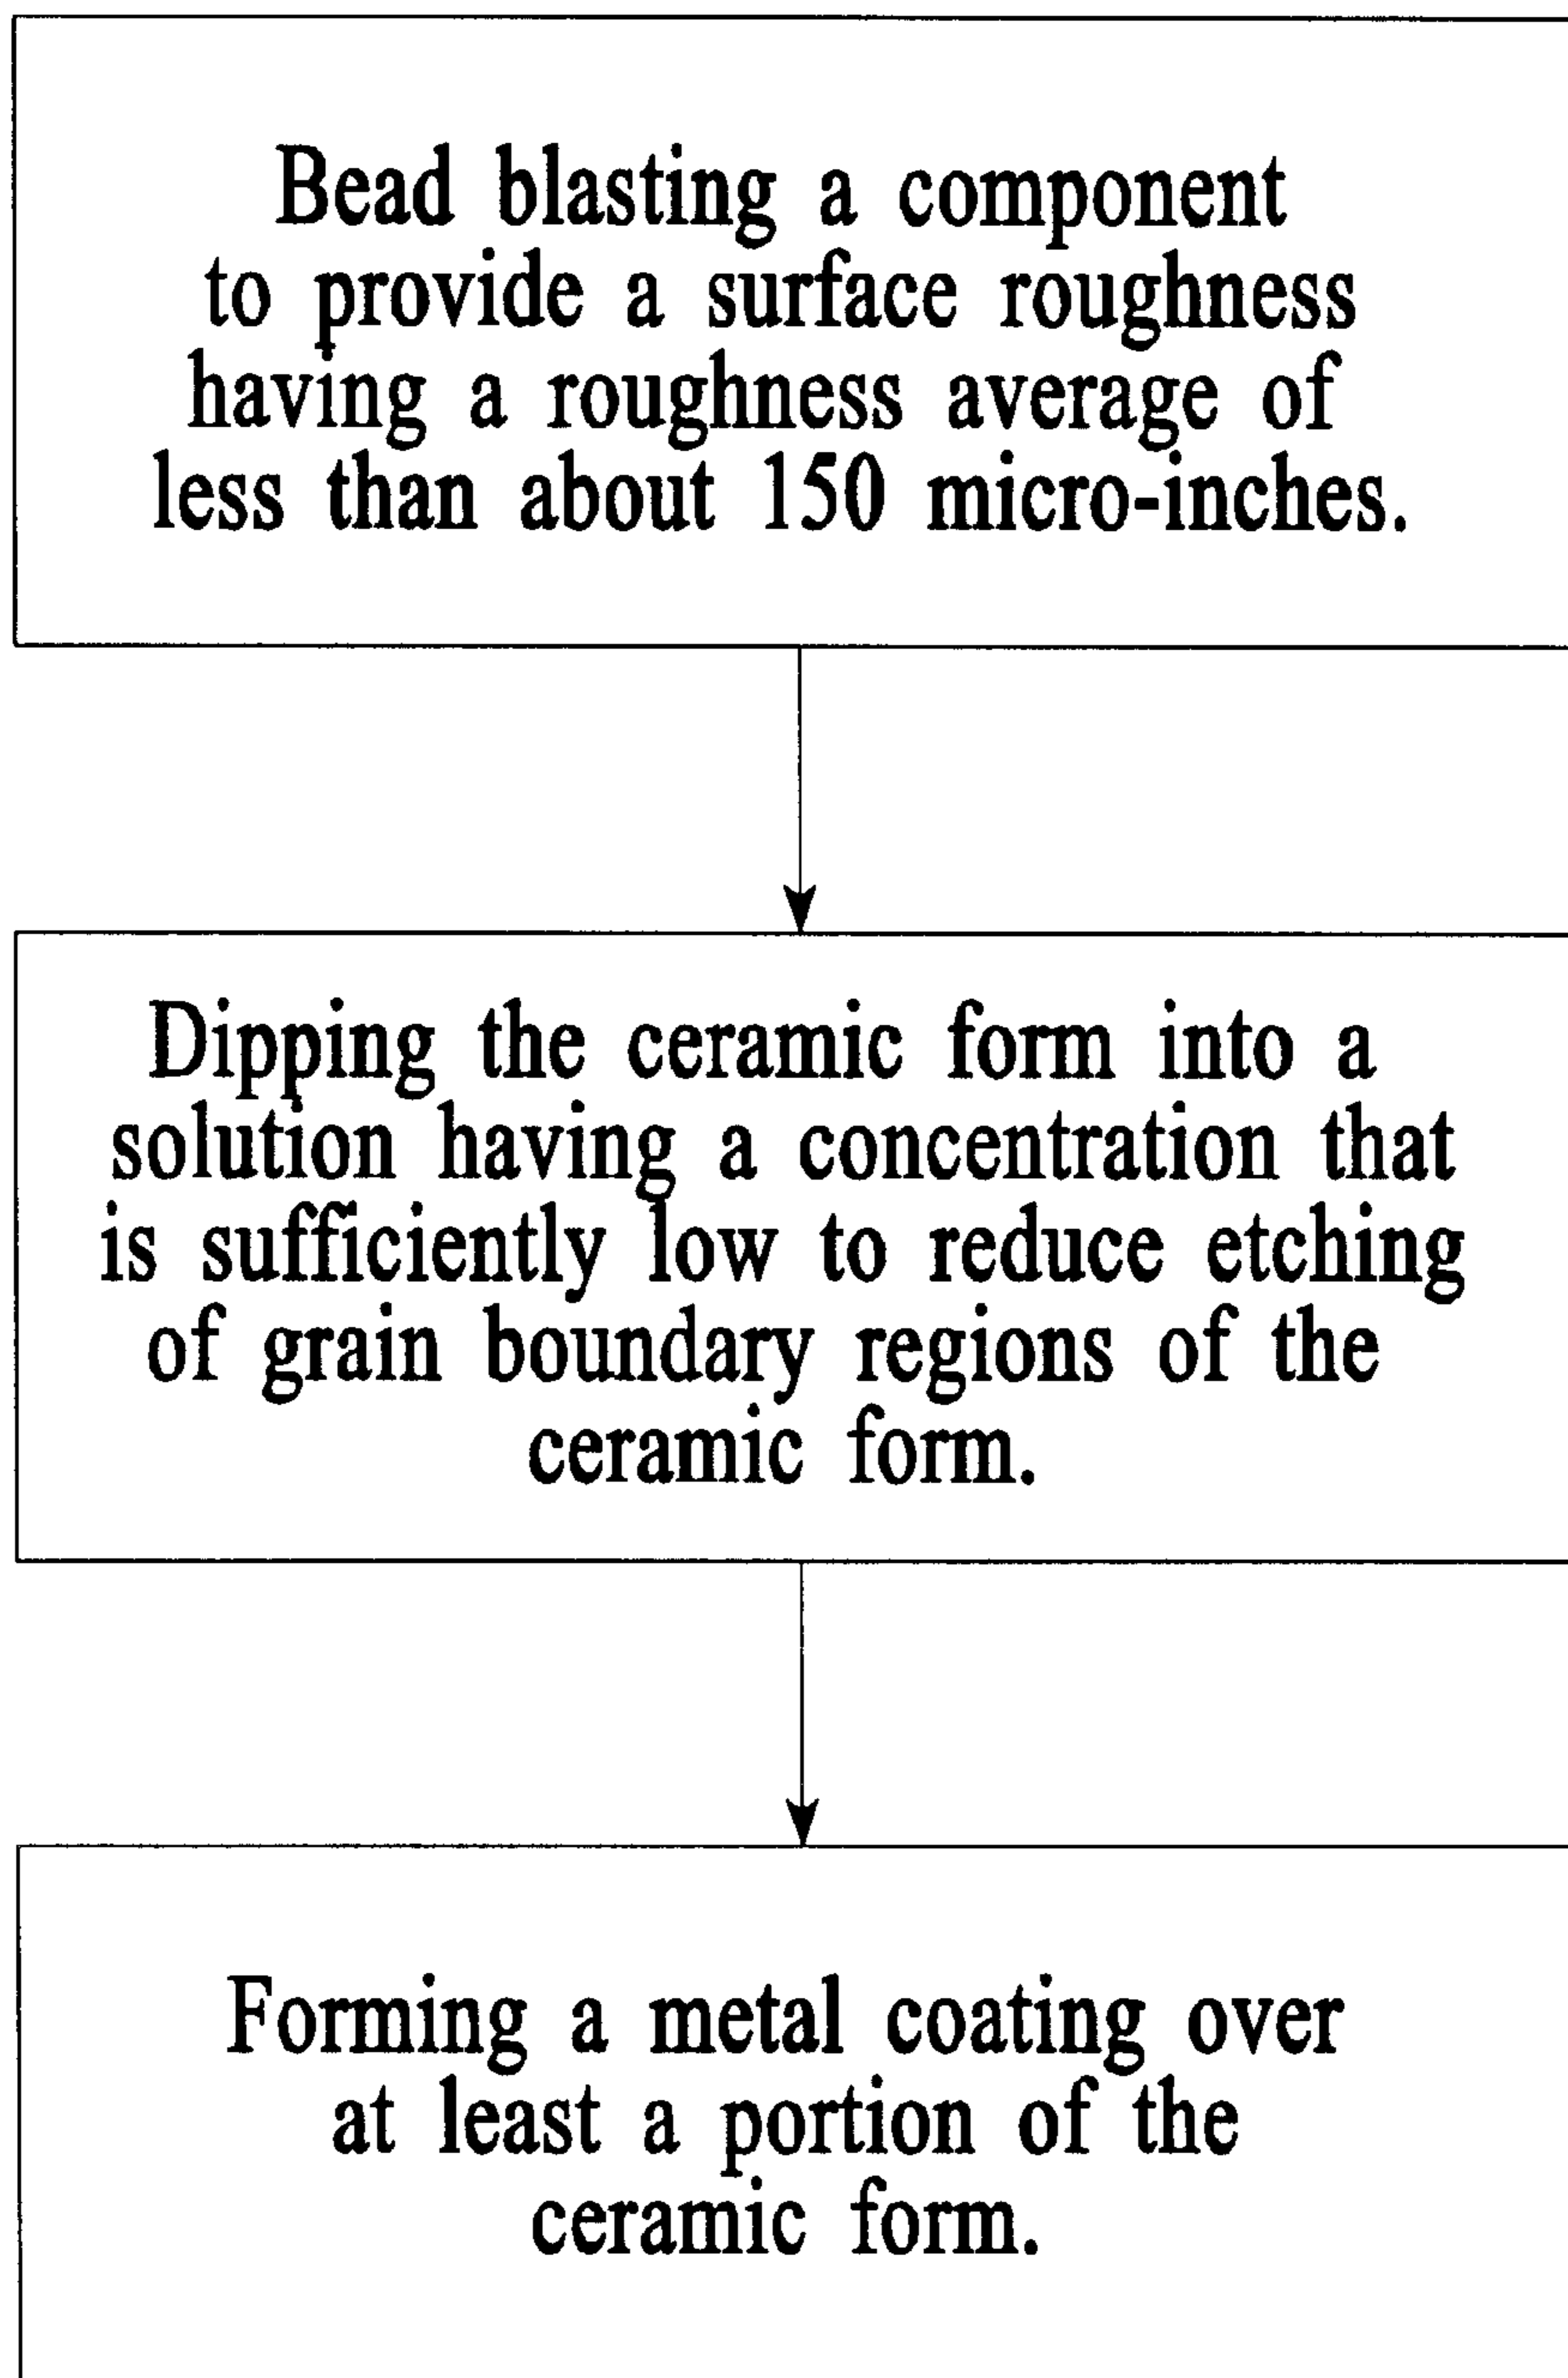 Bead blasting a component
to provide a surface roughness
having a roughness average of
less than about 150 micro-inches.
Dipping the ceramic form into a
solution having a concentration that
is sufficiently low to reduce etching
of grain boundary regions of the
ceramic form.
Forming a metal coating over
at least a portion of the
ceramic form.